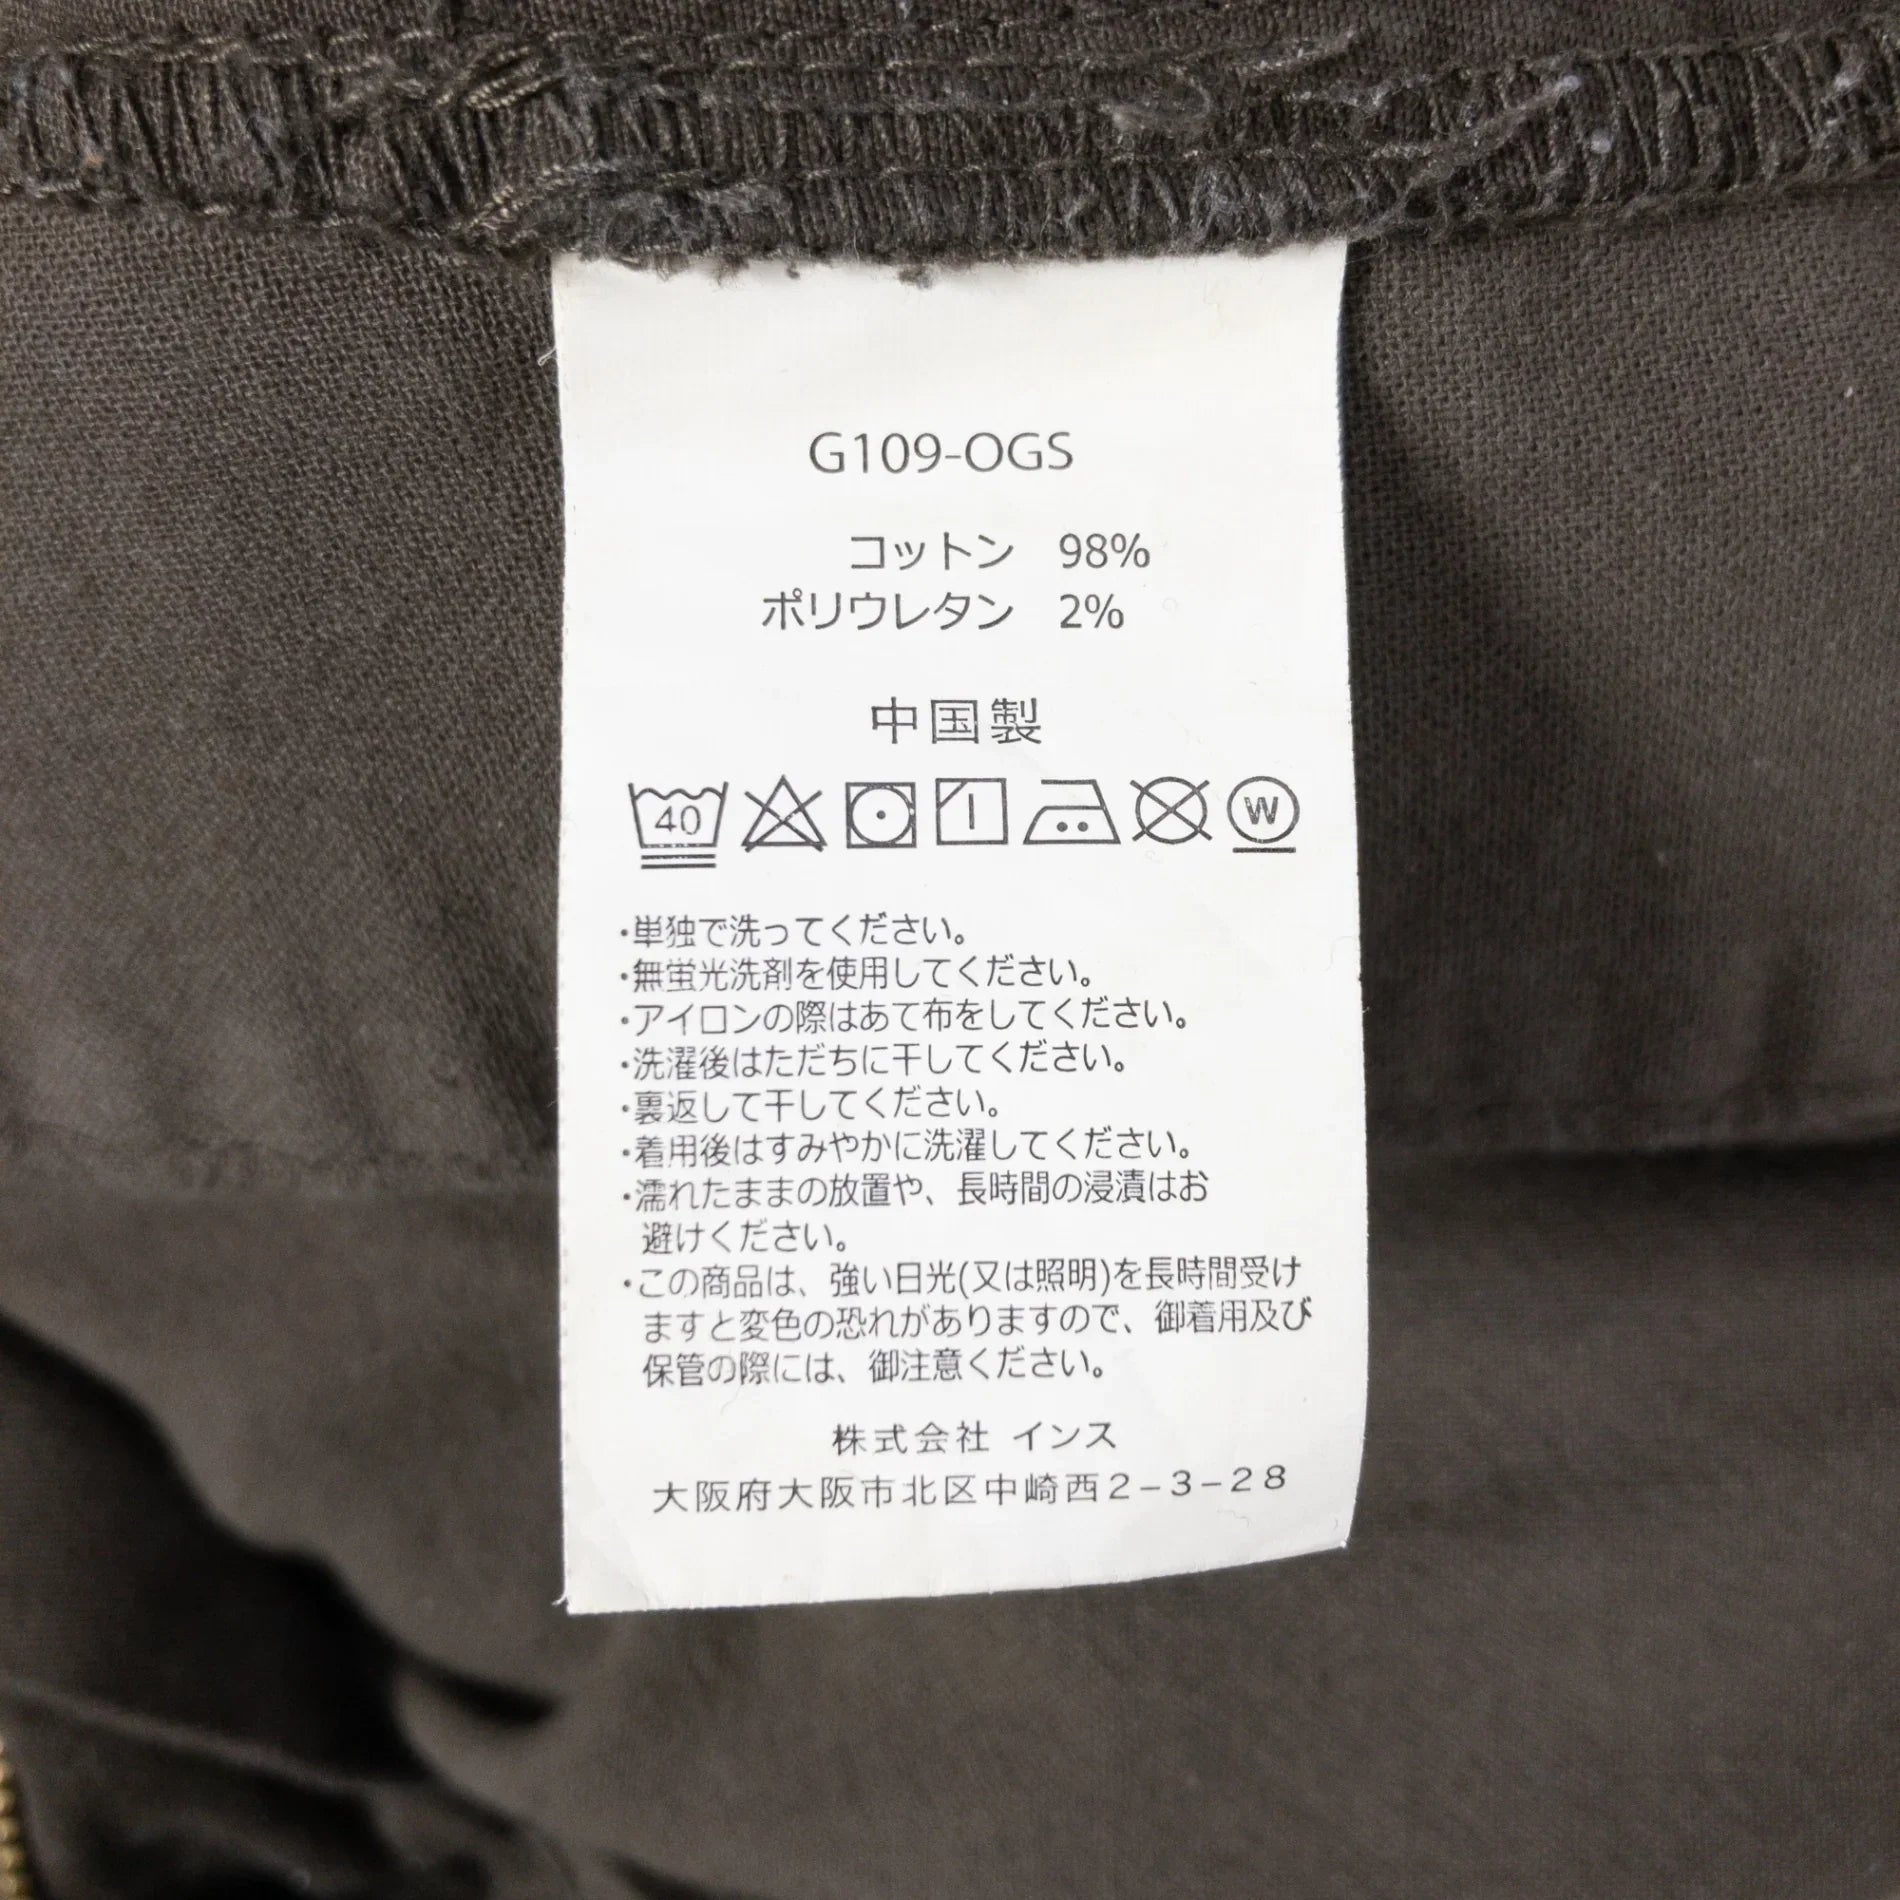 G109-OGS
コットン 98%
ポリウレタン 2%
中国製
40 W
・単独で洗ってください。
・無蛍光洗剤を使用してください。
・アイロンの際はあて布をしてください。
・洗濯後はただちに干してください。
・裏返して干してください。
・着用後はすみやかに洗濯してください。
・濡れたままの放置や、長時間の浸漬はお
避けください。
・この商品は、強い日光(又は照明)を長時間受け
ますと変色の恐れがありますので、御着用及び
保管の際には、御注意ください。
株式会社 インス
大阪府大阪市北区中崎西2-3-28